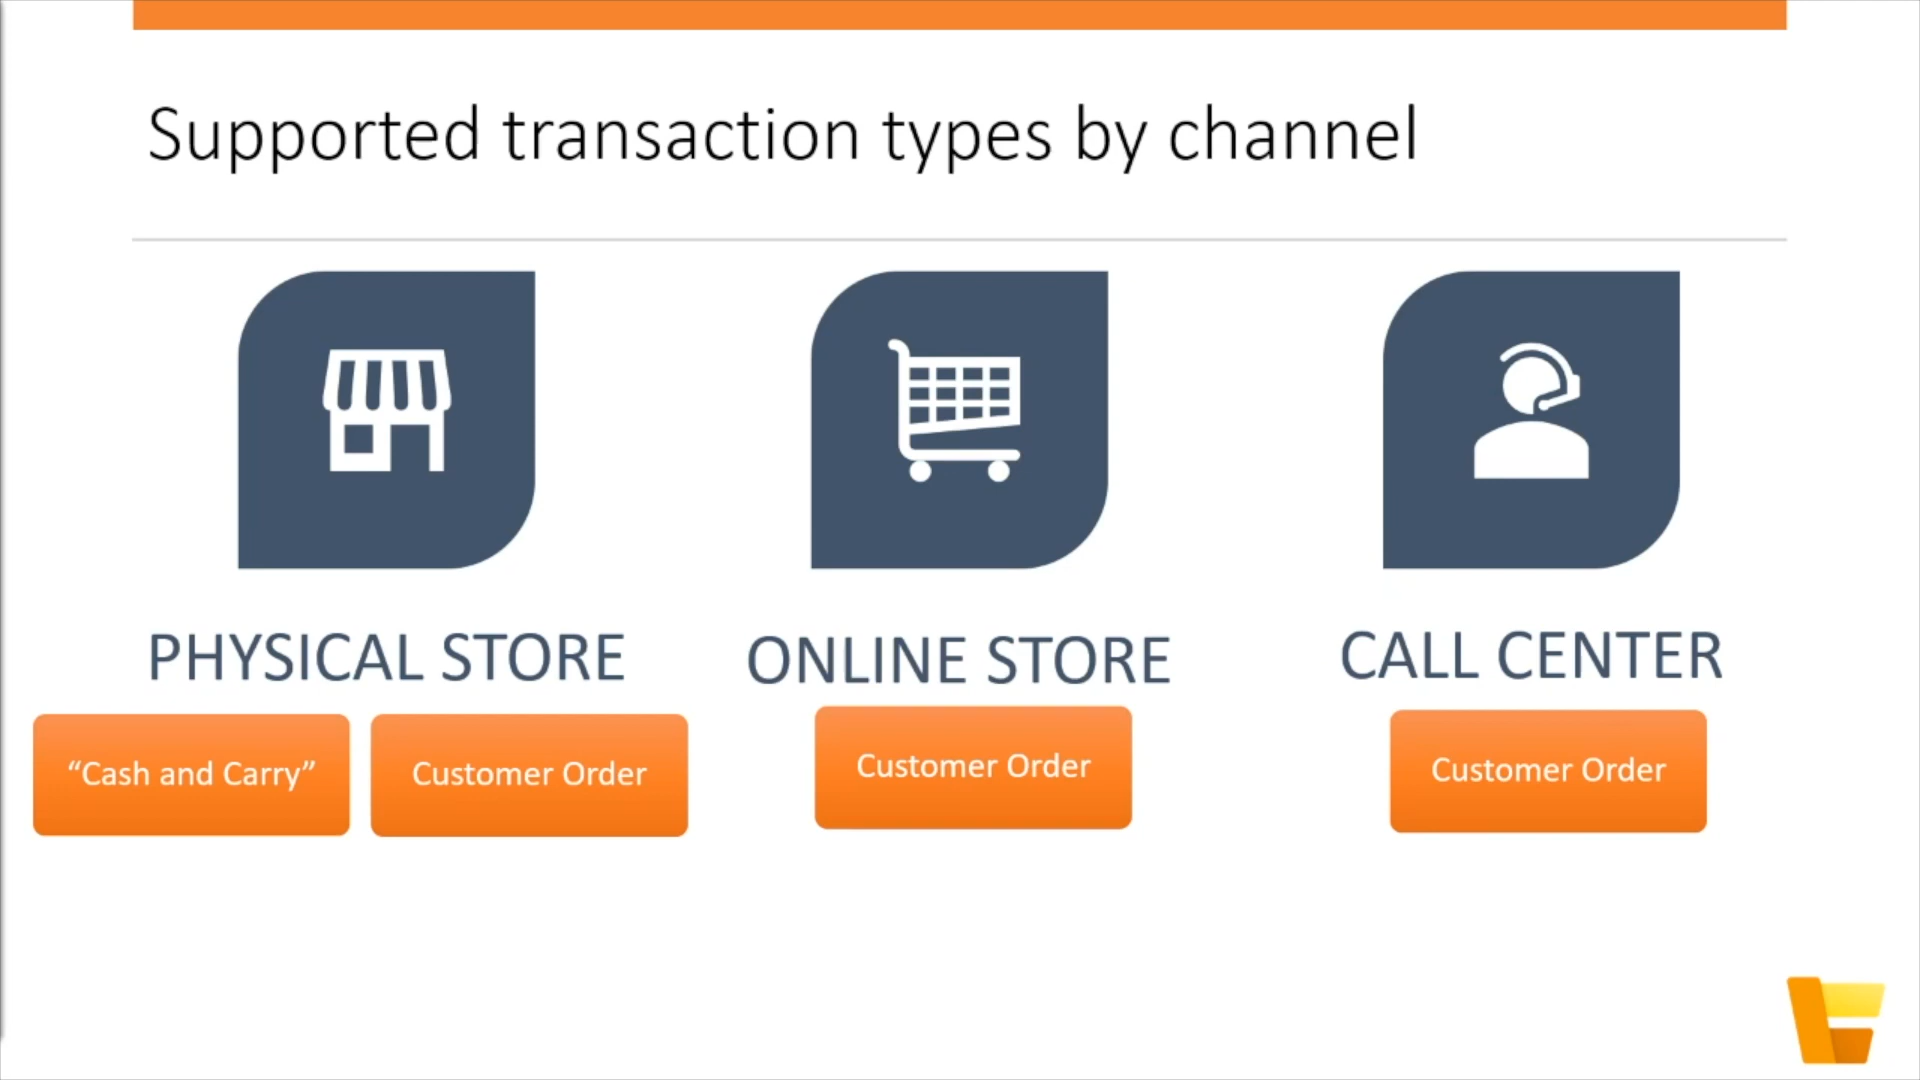 Supported transaction types by channel
PHYSICAL STORE
ONLINE STORE
CALL CENTER
“Cash and Carry”
Customer Order
Customer Order
Customer Order